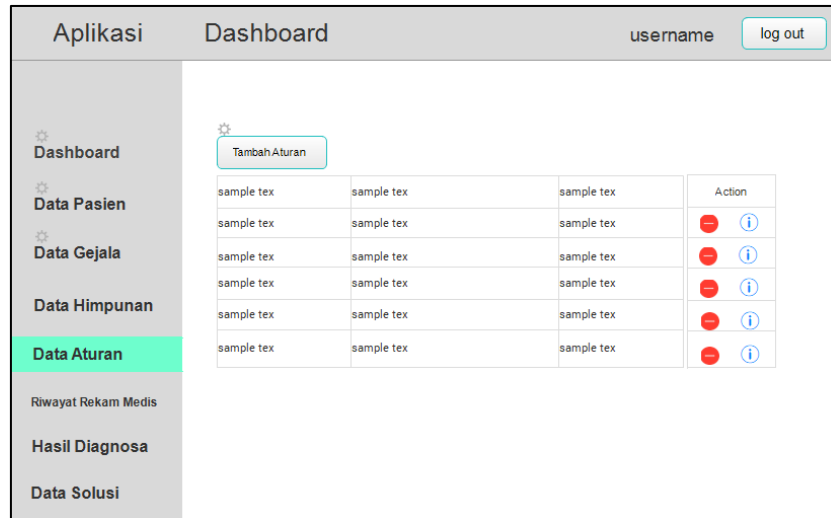 Aplikasi Dashboard username log out
Dashboard
Data Pasien
Data Gejala
Data Himpunan
Data Aturan
Riwayat Rekam Medis
Hasil Diagnosa
Data Solusi
Tambah Aturan
sample tex sample tex sample tex Action
sample tex sample tex sample tex
sample tex sample tex sample tex
sample tex sample tex sample tex
sample tex sample tex sample tex
sample tex sample tex sample tex